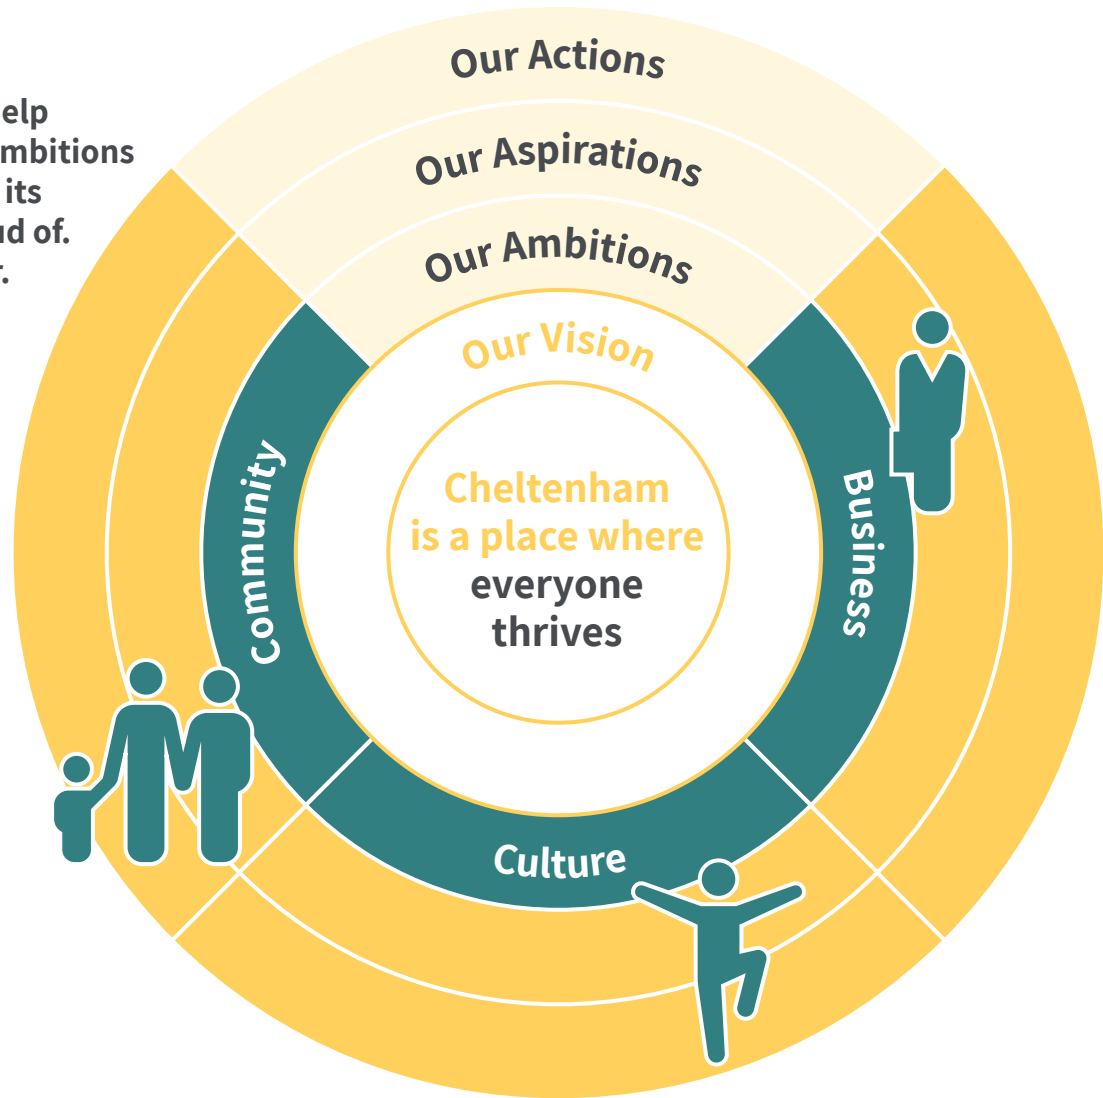 elp
mbitions
its
d of.
Our Actions
Our Aspirations
Our Ambitions
Our Vision
Community
Cheltenham
is a place where
everyone
thrives
Business
Culture